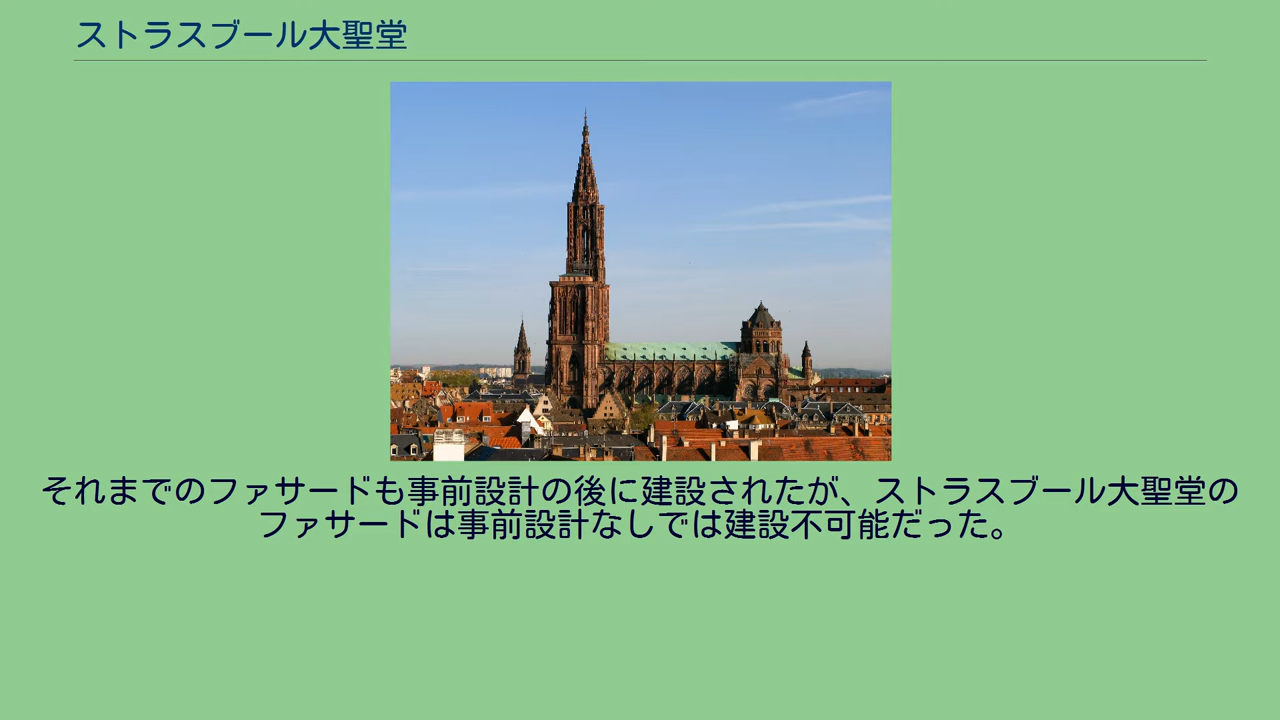 ストラスブール大聖堂
それまでのファサードも事前設計の後に建設されたが、ストラスブール大聖堂の
ファサードは事前設計なしでは建設不可能だった。